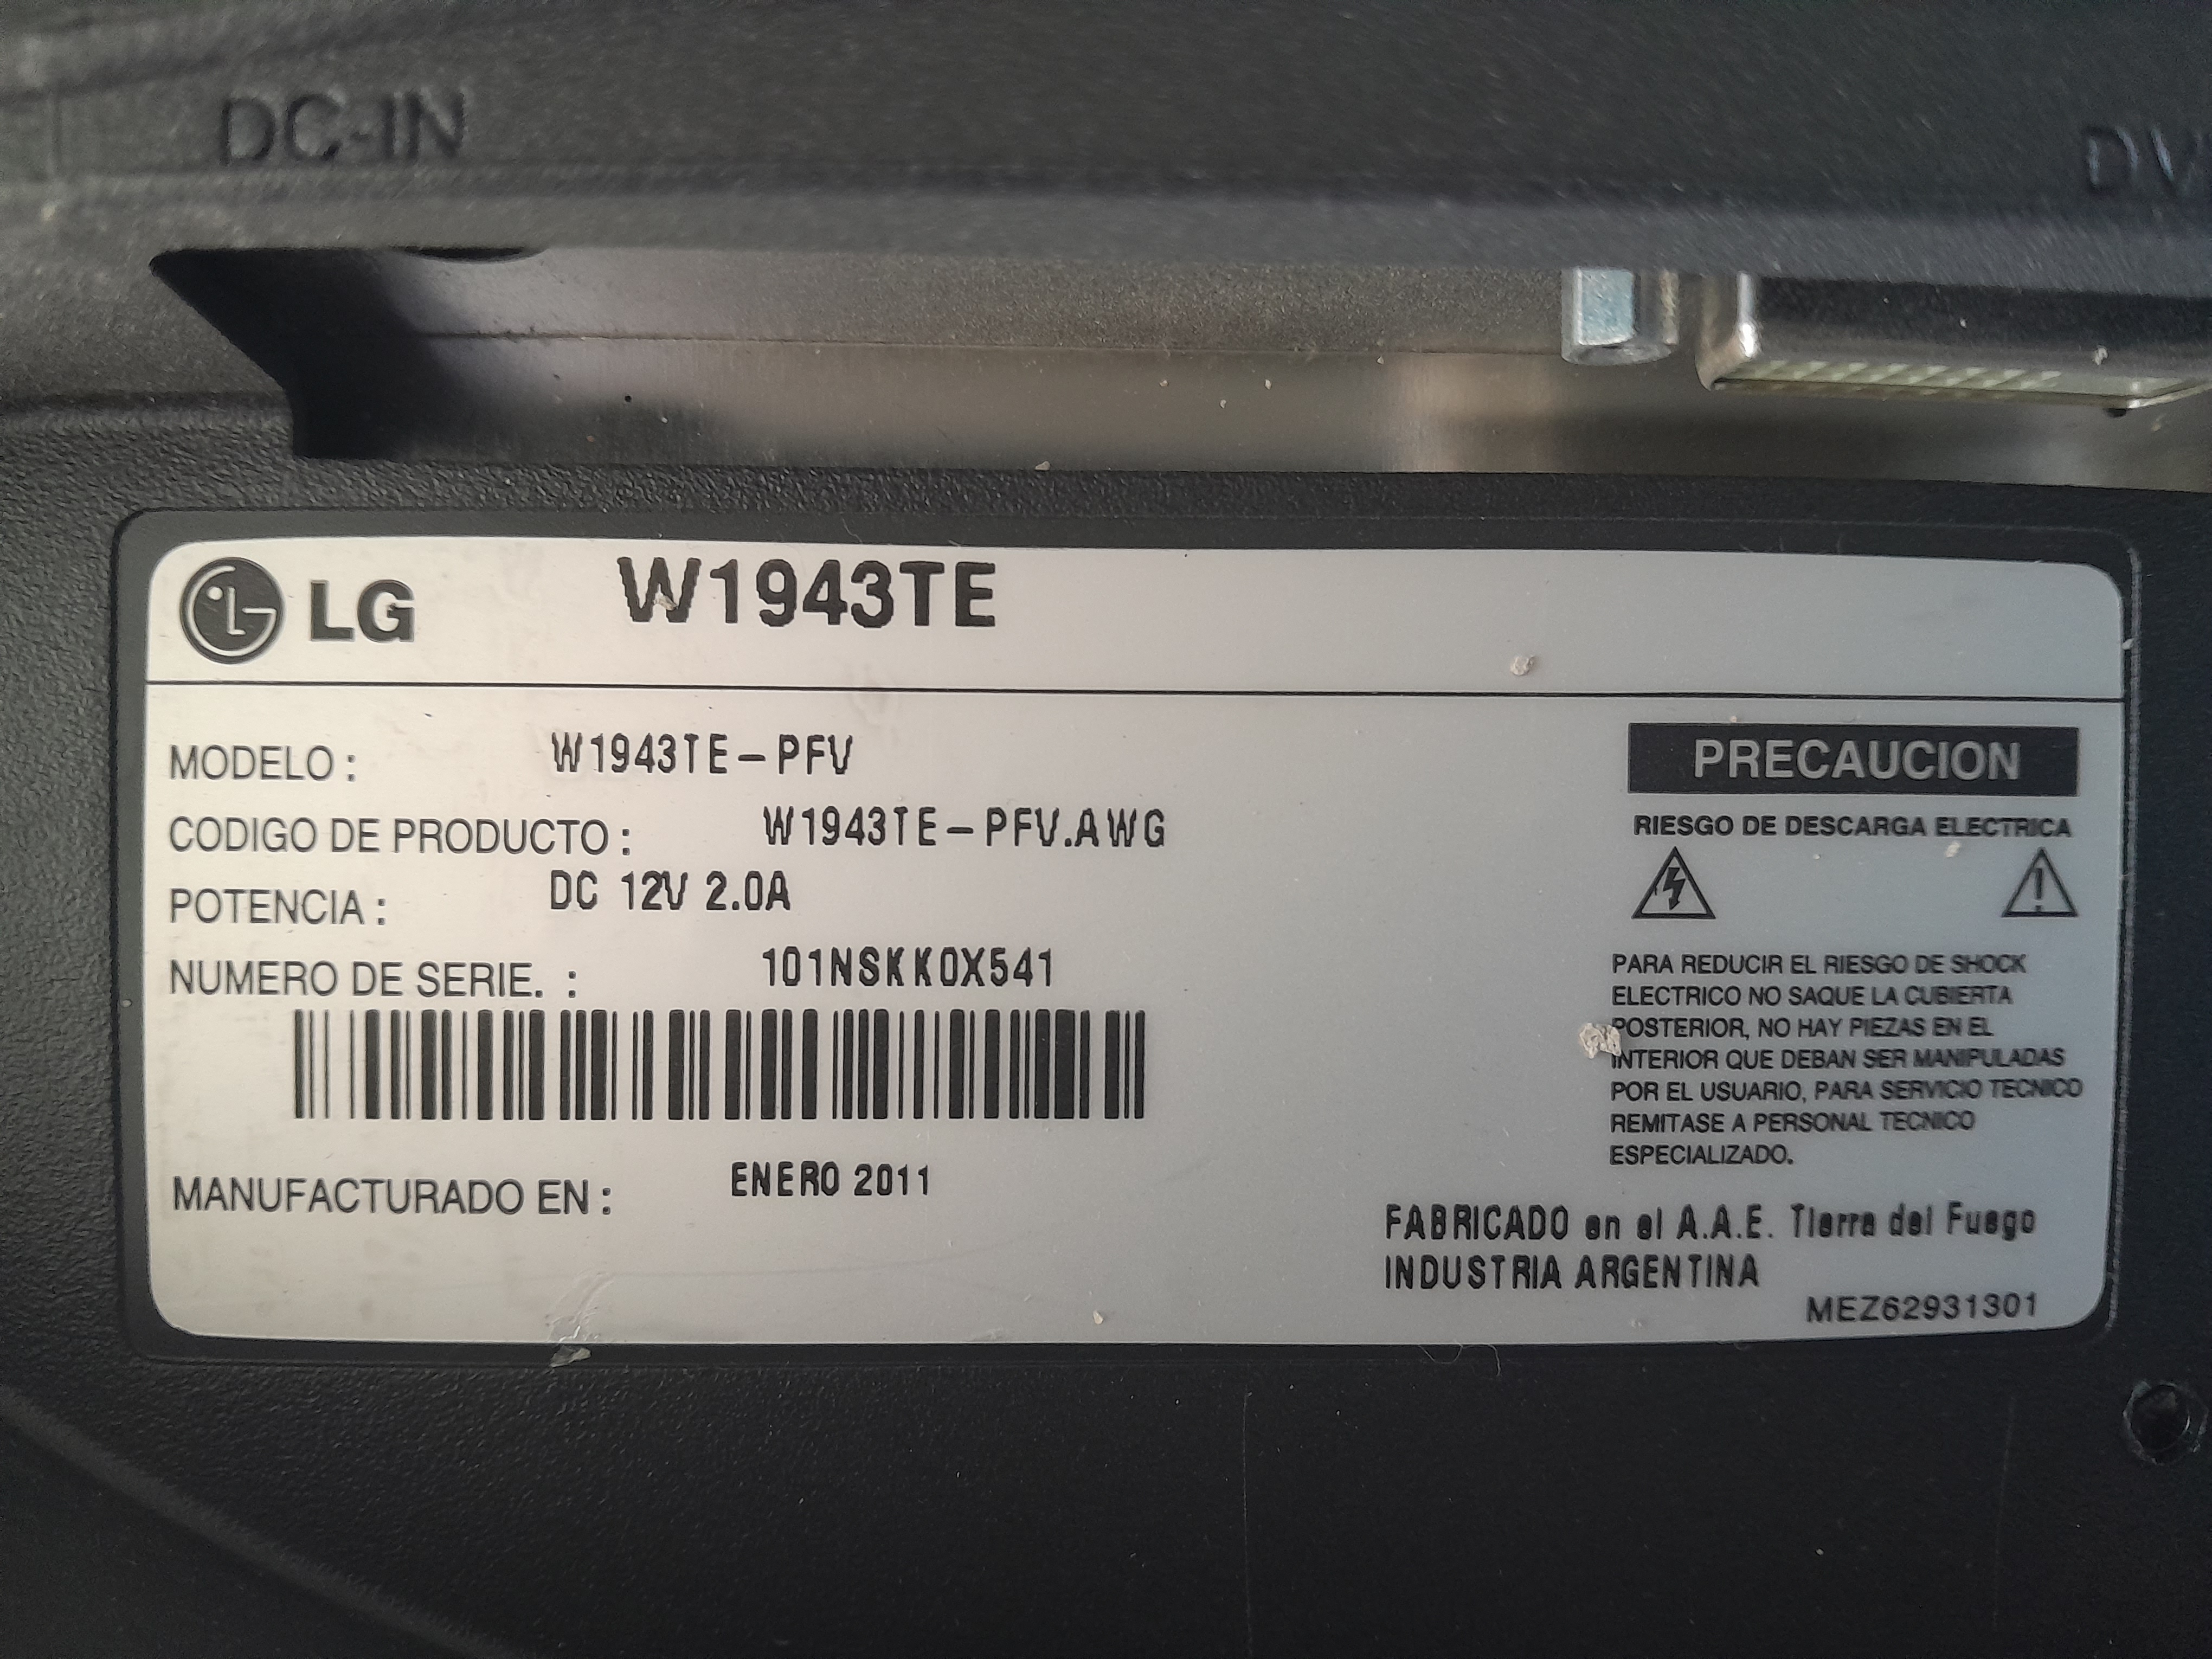 DC-IN
DV
LG W1943TE
MODELO : W1943TE-PFV
CODIGO DE PRODUCTO : W1943TE-PFV.AWG
POTENCIA : DC 12V 2.0A
NUMERO DE SERIE. : 101NSKK0X541
MANUFACTURADO EN : ENERO 2011
PRECAUCION
RIESGO DE DESCARGA ELECTRICA
PARA REDUCIR EL RIESGO DE SHOCK
ELECTRICO NO SAQUE LA CUBIERTA
POSTERIOR, NO HAY PIEZAS EN EL
INTERIOR QUE DEBAN SER MANIPULADAS
POR EL USUARIO, PARA SERVICIO TECNICO
REMITASE A PERSONAL TECNICO
ESPECIALIZADO.
FABRICADO en el A.A.E. Tierra del Fuego
INDUSTRIA ARGENTINA
MEZ62931301